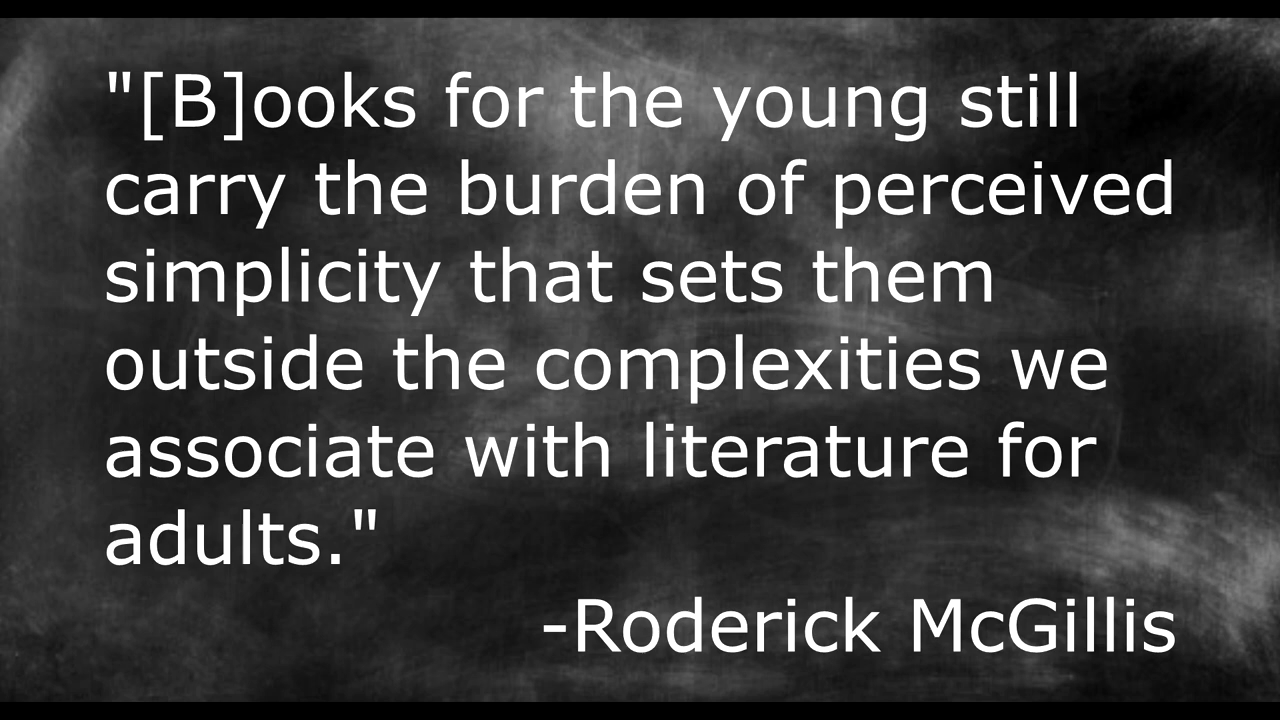 "[B]ooks for the young still
carry the burden of perceived
simplicity that sets them
outside the complexities we
associate with literature for
adults."
-Roderick McGillis